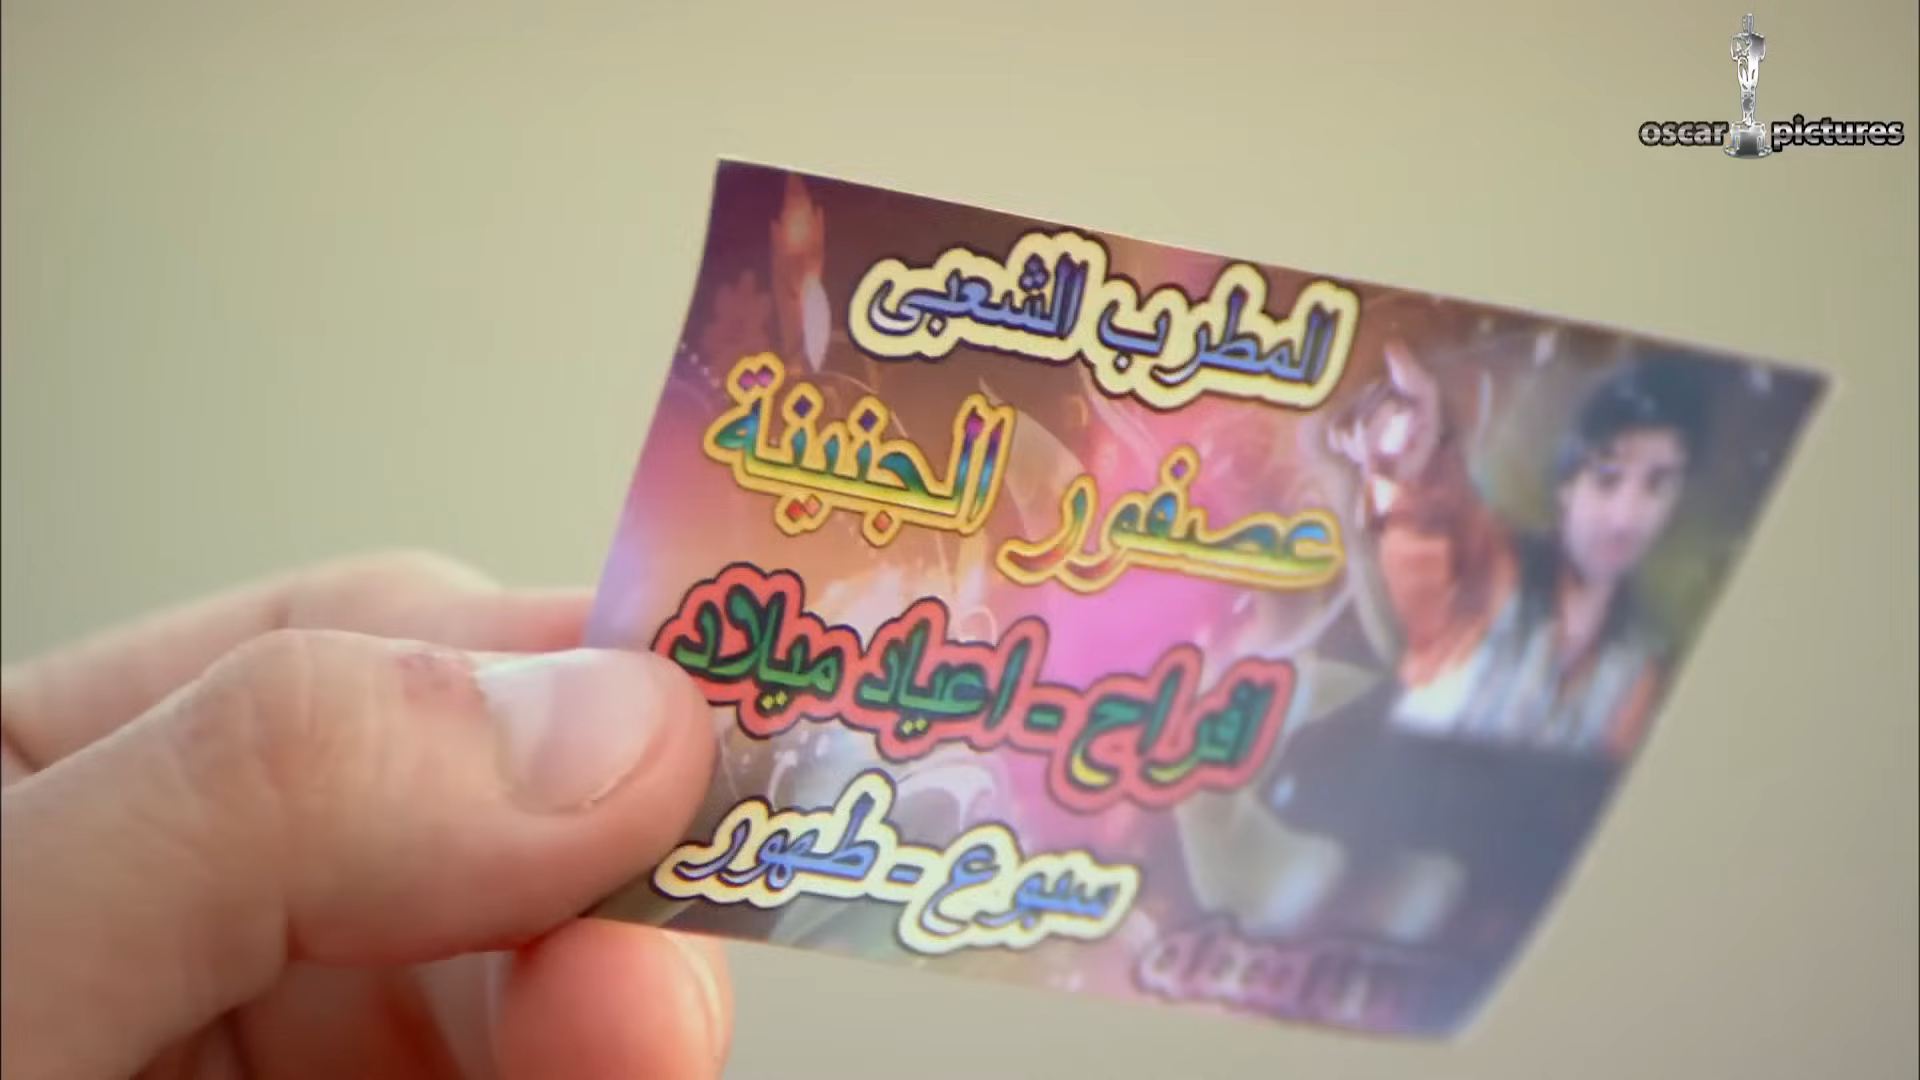 oscar pictures
المطرب الشعبى
عصفور الجنينة
افراح - اعياد ميلاد
سبوع - طهور